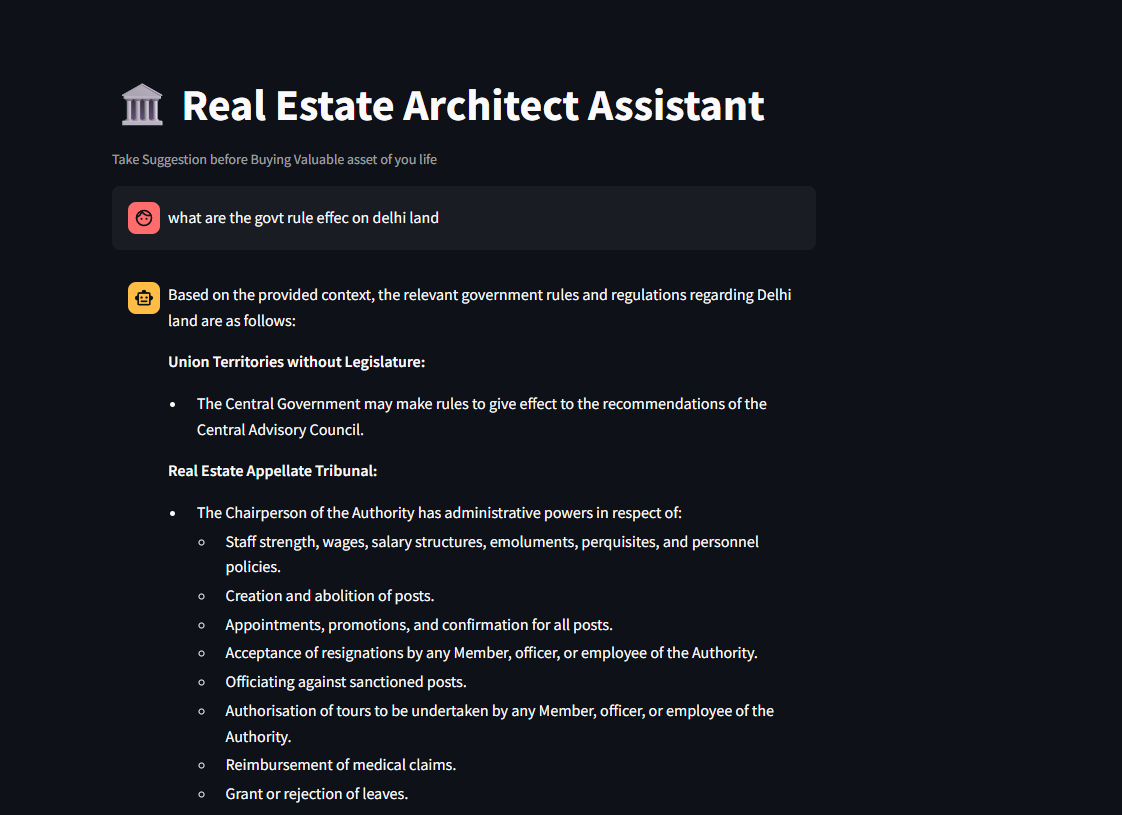 Real Estate Architect Assistant
Take Suggestion before Buying Valuable asset of you life
what are the govt rule effec on delhi land
Based on the provided context, the relevant government rules and regulations regarding Delhi
land are as follows:
Union Territories without Legislature:
• The Central Government may make rules to give effect to the recommendations of the
Central Advisory Council.
Real Estate Appellate Tribunal:
• The Chairperson of the Authority has administrative powers in respect of:
○ Staff strength, wages, salary structures, emoluments, perquisites, and personnel
policies.
○ Creation and abolition of posts.
○ Appointments, promotions, and confirmation for all posts.
○ Acceptance of resignations by any Member, officer, or employee of the Authority.
○ Officiating against sanctioned posts.
○ Authorisation of tours to be undertaken by any Member, officer, or employee of the
Authority.
○ Reimbursement of medical claims.
○ Grant or rejection of leaves.